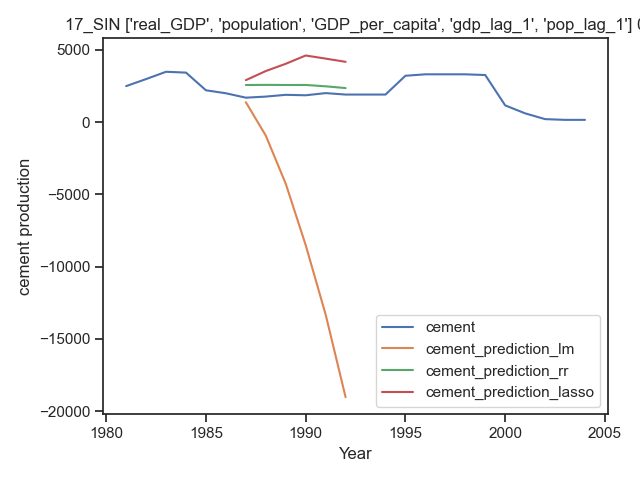 17_SIN ['real_GDP', 'population', 'GDP_per_capita', 'gdp_lag_1', 'pop_lag_1']
5000
0
−5000
−10000
−15000
−20000
cement production
cement
cement_prediction_lm
cement_prediction_rr
cement_prediction_lasso
1980 1985 1990 1995 2000 2005
Year